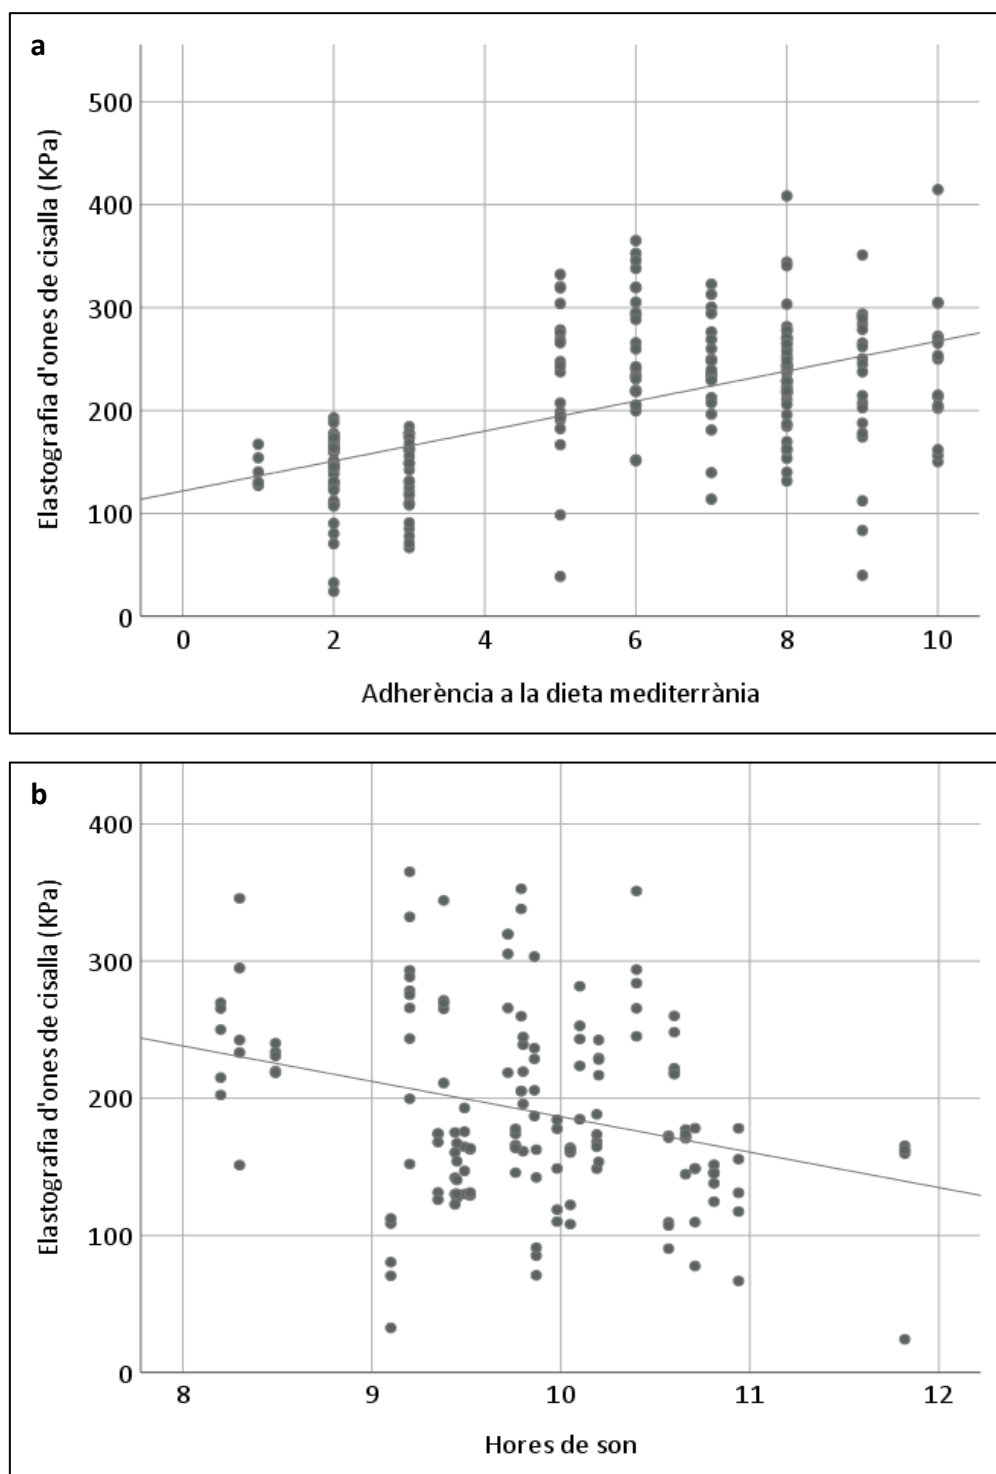 a
500
400
300
200
100
0
Elastografia d'ones de cisalla (KPa)
0 2 4 6 8 10
Adherència a la dieta mediterrània
b
400
300
200
100
0
Elastografia d'ones de cisalla (KPa)
8 9 10 11 12
Hores de son